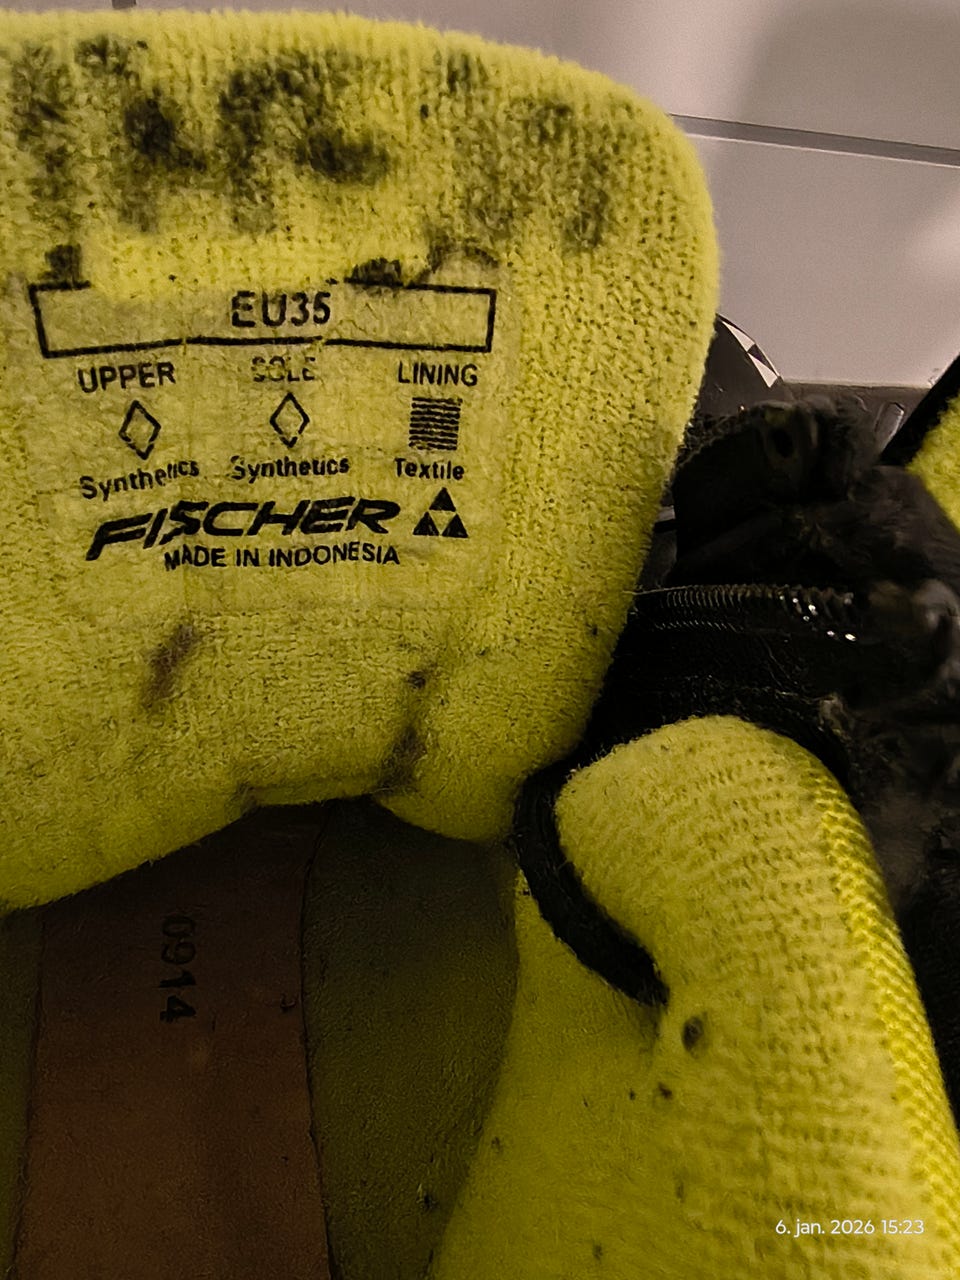 EU35
UPPER SOLE LINING
Synthetics Synthetics Textile
FISCHER
MADE IN INDONESIA
0914
6. jan. 2026 15:23